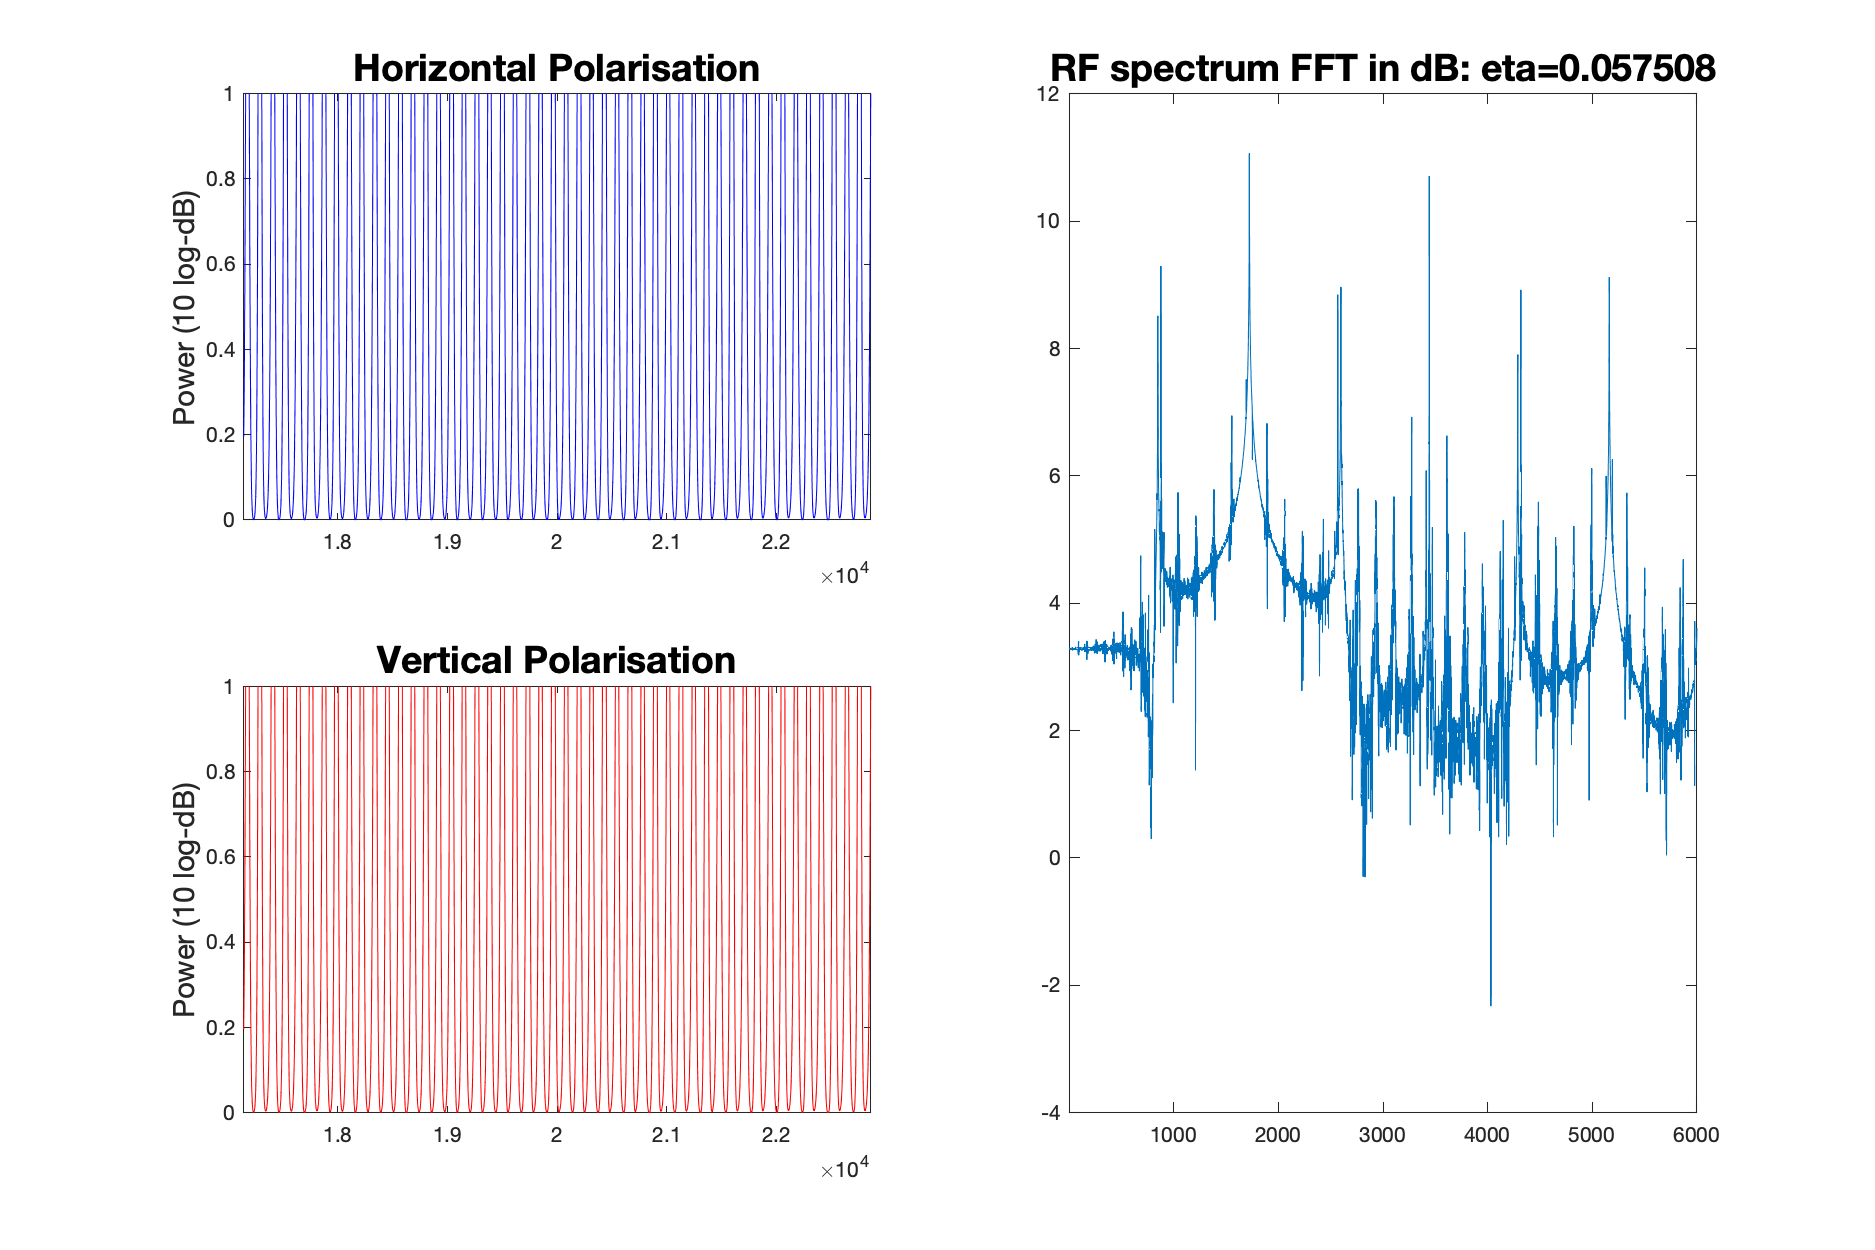 Horizontal Polarisation
Power (10 log-dB)
1
0.8
0.6
0.4
0.2
0
1.8 1.9 2 2.1 2.2
×10^4
Vertical Polarisation
Power (10 log-dB)
1
0.8
0.6
0.4
0.2
0
1.8 1.9 2 2.1 2.2
×10^4
RF spectrum FFT in dB: eta=0.057508
12
10
8
6
4
2
0
-2
-4
1000 2000 3000 4000 5000 6000